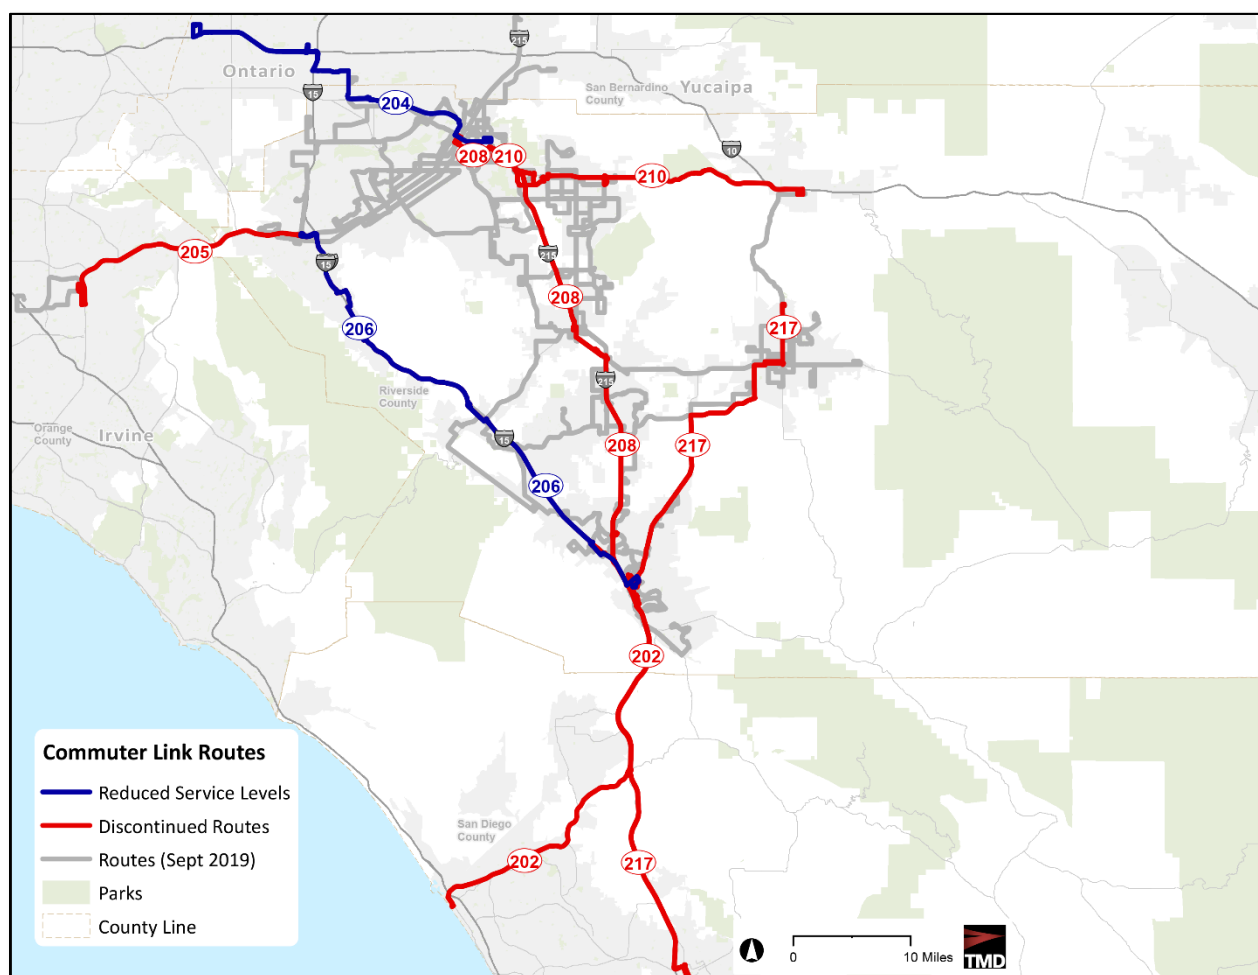 215
Ontario
15
204
San Bernardino
County
Yucaipa
10
208
210
210
205
15
215
208
206
217
215
Riverside
County
Orange
County
Irvine
15
208
217
206
202
Commuter Link Routes
Reduced Service Levels
Discontinued Routes
Routes (Sept 2019)
Parks
County Line
San Diego
County
202
217
0
10 Miles
TMD